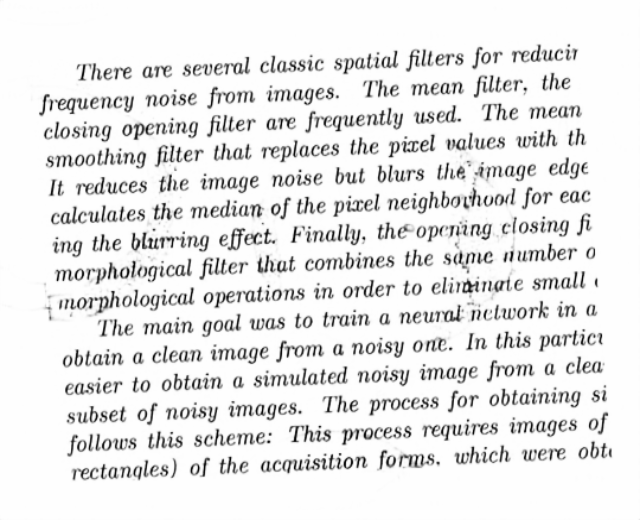 There are several classic spatial filters for reducin
frequency noise from images. The mean filter, the
closing opening filter are frequently used. The mean
smoothing filter that replaces the pixel values with th
It reduces the image noise but blurs the image edge
calculates the median of the pixel neighborhood for eac
ing the blurring effect. Finally, the opening closing fi
morphological filter that combines the same number o
morphological operations in order to eliminate small
The main goal was to train a neural network in a
obtain a clean image from a noisy one. In this partic
easier to obtain a simulated noisy image from a clea
subset of noisy images. The process for obtaining si
follows this scheme: This process requires images of
rectangles) of the acquisition forms, which were obt